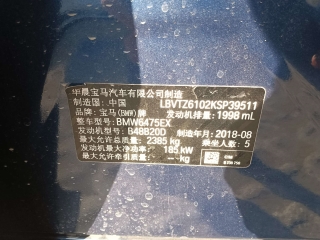 华晨宝马汽车有限公司制造
制造国: 中国 LBVTZ6102KSP39511
品牌: 宝马(BMW)牌 发动机排量: 1998 mL
整车型号: BMW6475EX
发动机型号: B48B20D 制造年月: 2018-08
最大允许总质量: 2385 kg 乘坐人数: 5
发动机最大净功率: 185 kW
最大允许牵引质量: - kg